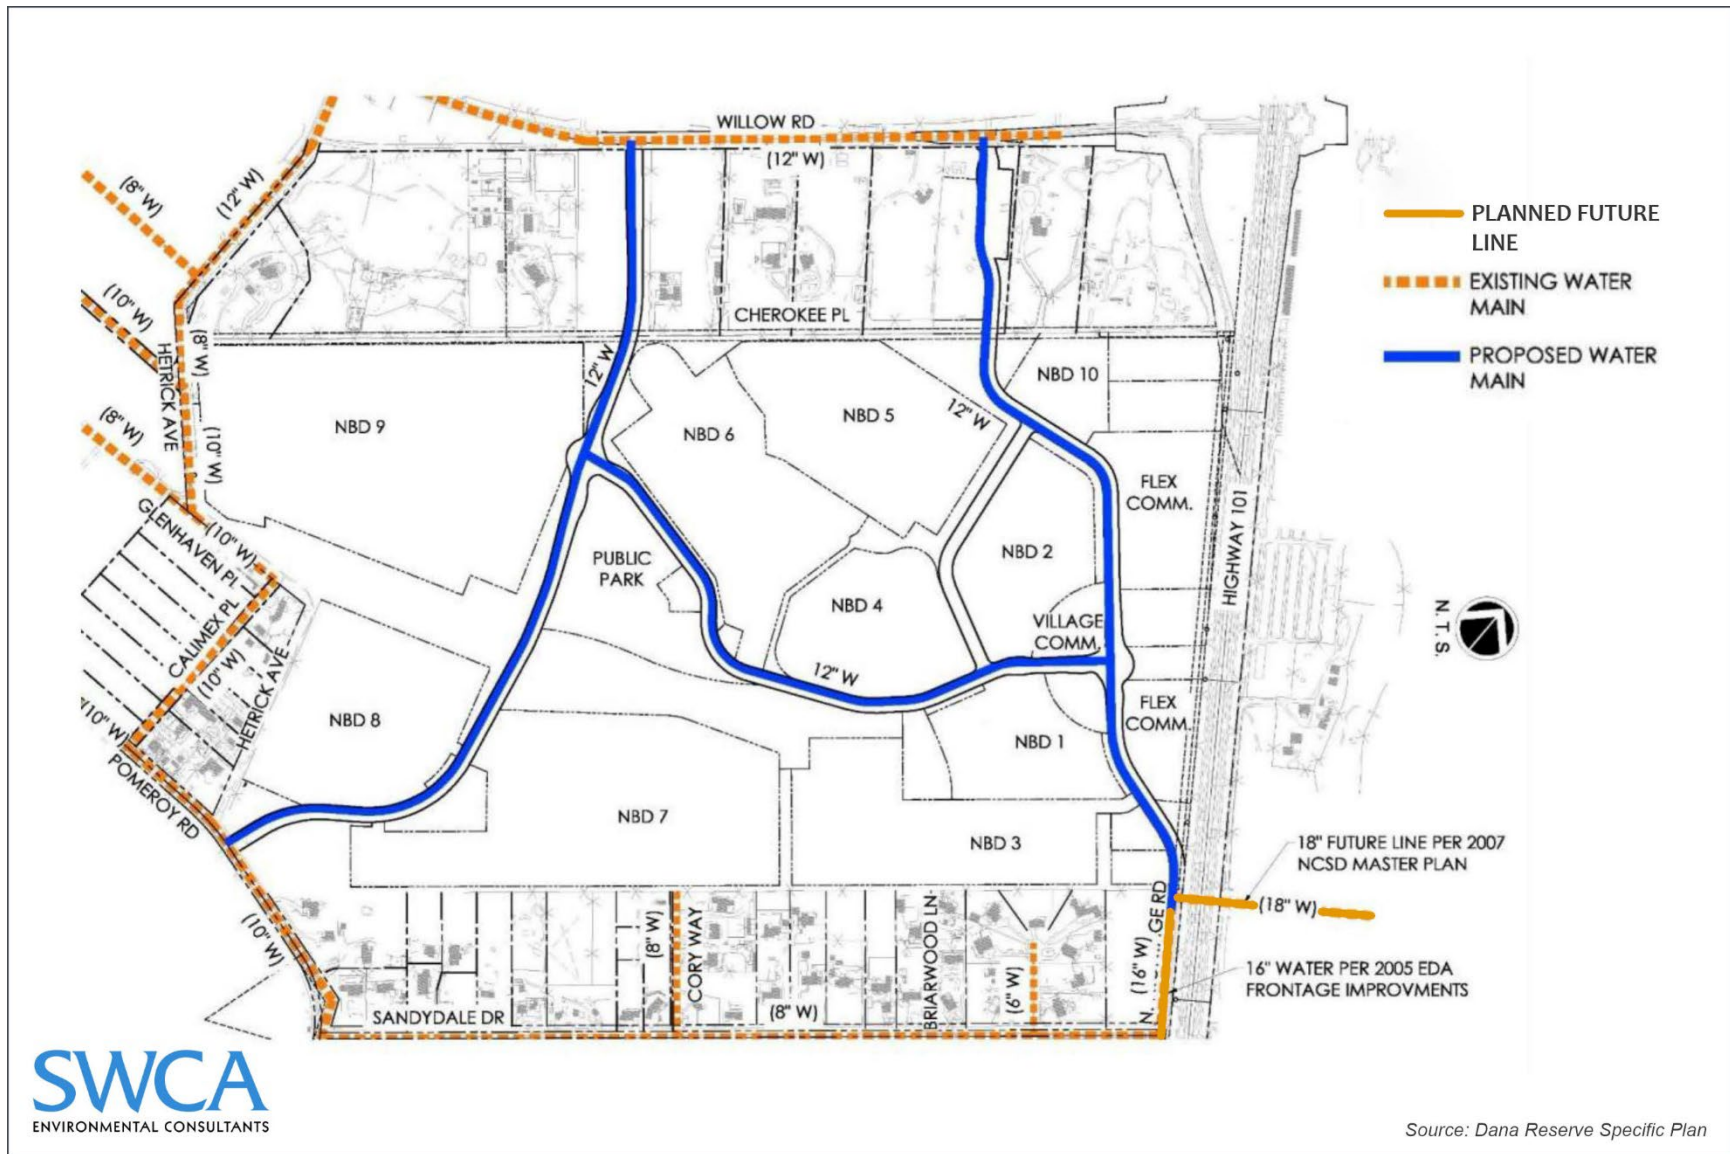 WILLOW RD
(12" W)
(8" W)
(12" W)
PLANNED FUTURE
LINE
EXISTING WATER
MAIN
PROPOSED WATER
MAIN
(10" W)
CHEROKEE PL
HETRICK AVE
(8" W)
12" W
NBD 10
NBD 9
NBD 6
NBD 5
12" W
(8" W)
(10" W)
FLEX
COMM.
HIGHWAY 101
GLENHAVEN PL
(10" W)
PUBLIC
PARK
NBD 2
NBD 4
VILLAGE
COMM.
N.T.S.
CALIMEX PL
(10" W)
HETRICK AVE
12" W
NBD 8
FLEX
COMM.
(10" W)
NBD 1
POMEROY RD
NBD 7
NBD 3
18" FUTURE LINE PER 2007
NCSD MASTER PLAN
(18" W)
(10" W)
(8" W)
CORY WAY
BRIARWOOD LN
(6" W)
(16" W)
N.
GE RD
16" WATER PER 2005 EDA
FRONTAGE IMPROVMENTS
SANDYDALE DR
(8" W)
SWCA
ENVIRONMENTAL CONSULTANTS
Source: Dana Reserve Specific Plan